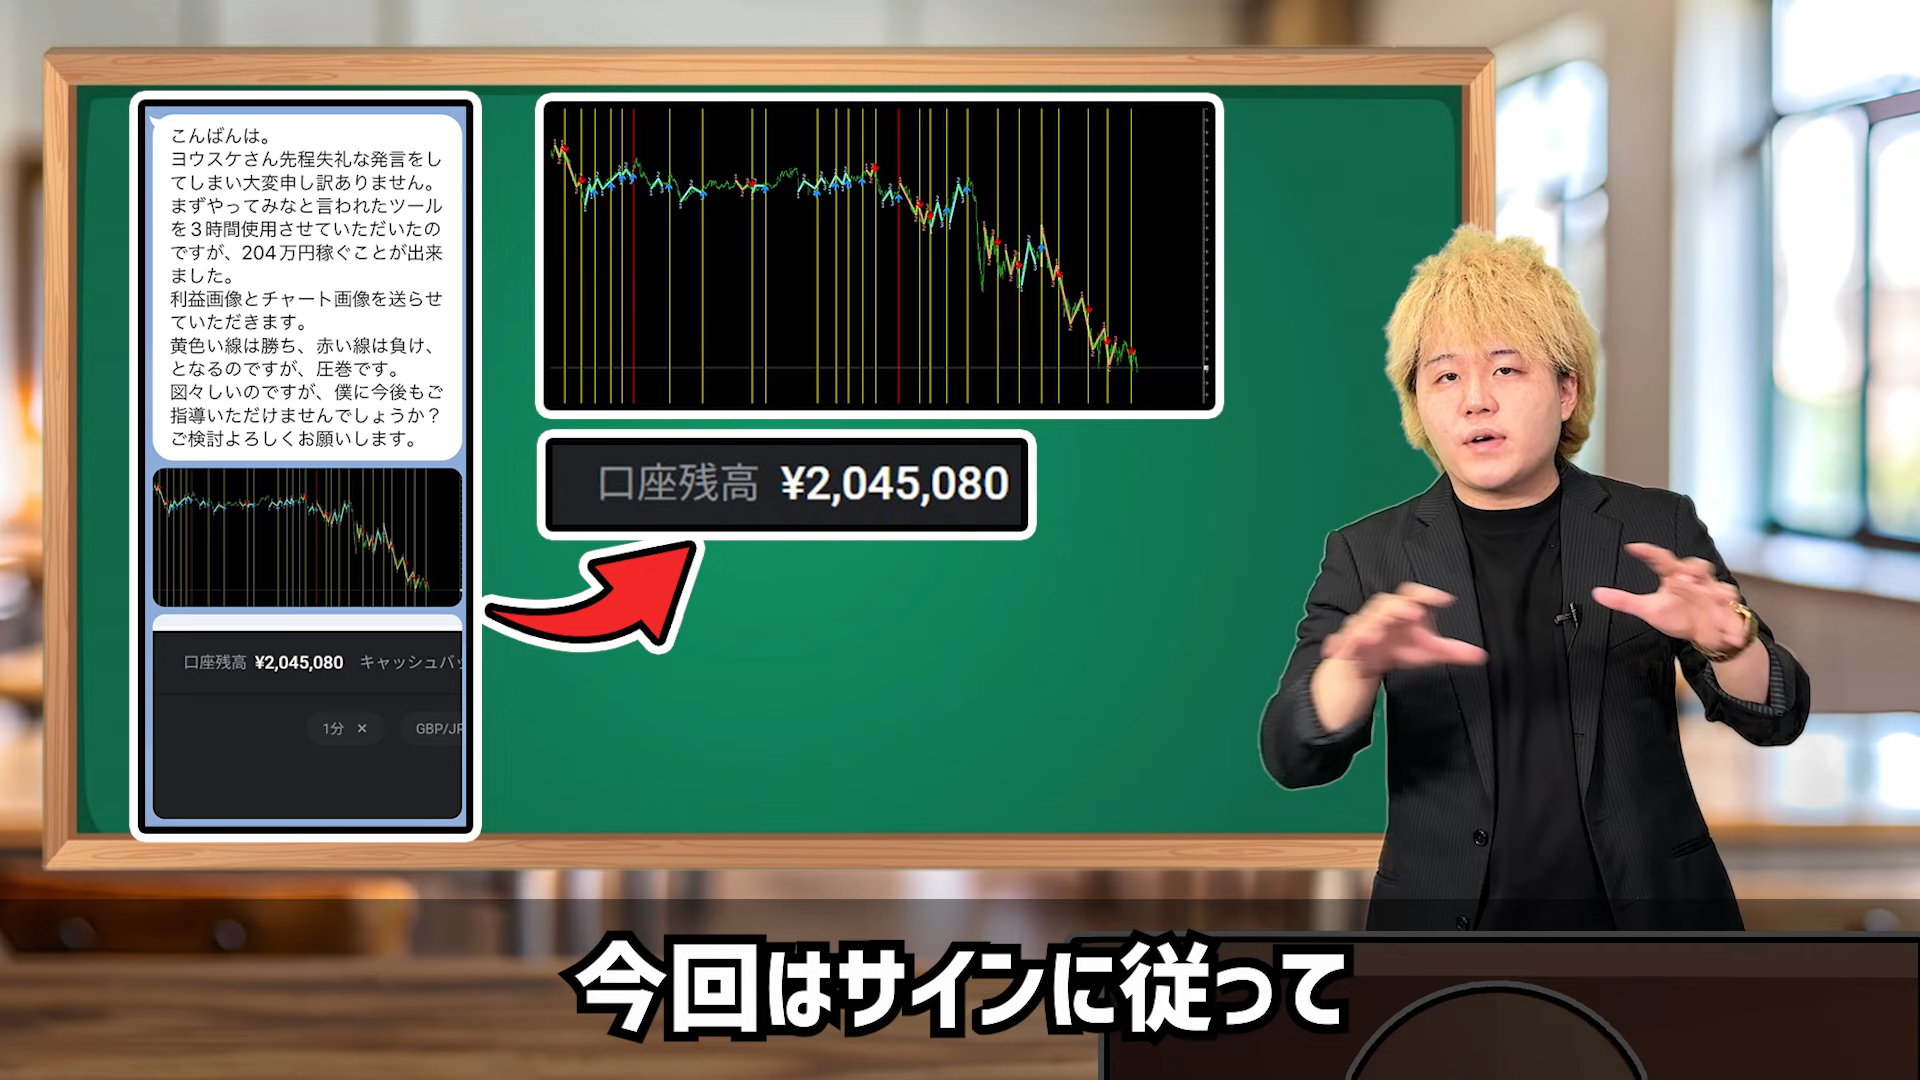 こんばんは。
ヨウスケさん先程失礼な発言をし
てしまい大変申し訳ありません。
まずやってみなと言われたツール
を３時間使用させていただいたの
ですが、204万円稼ぐことが出来
ました。
利益画像とチャート画像を送らせ
ていただきます。
黄色い線は勝ち、赤い線は負け、
となるのですが、圧巻です。
図々しいのですが、僕に今後もご
指導いただけませんでしょうか？
ご検討よろしくお願いします。
口座残高 ¥2,045,080 キャッシュバッ
1分 × GBP/JP
口座残高 ¥2,045,080
今回はサインに従って